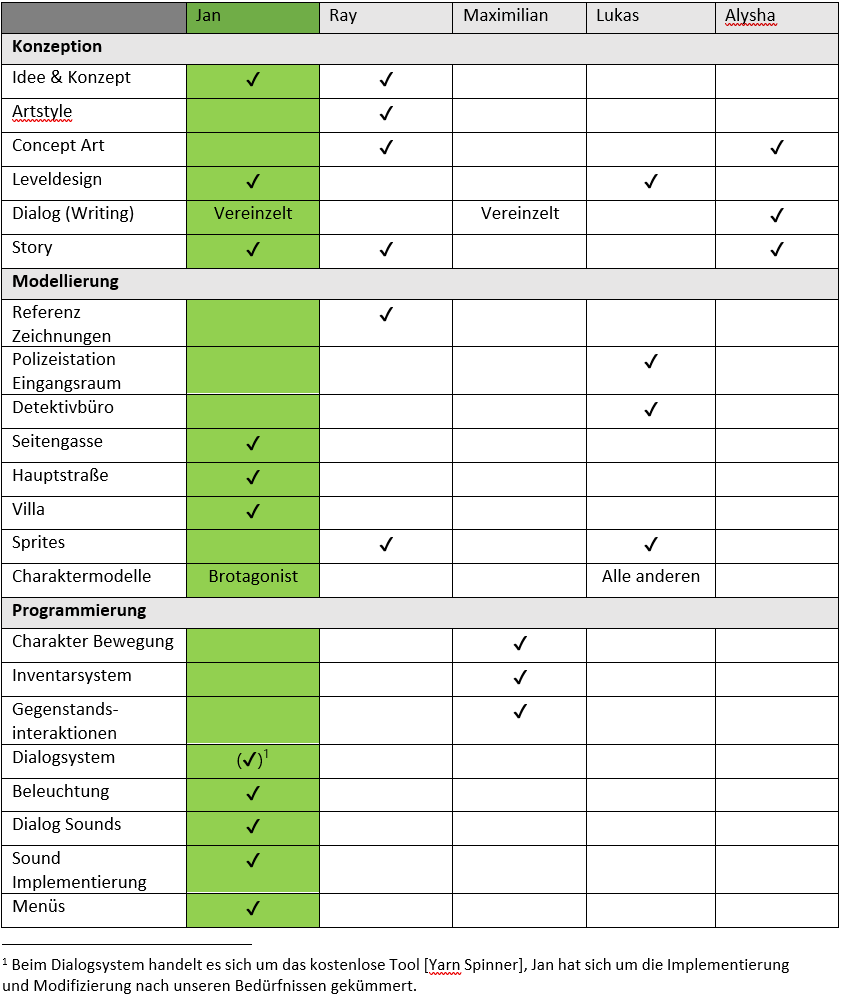 Jan Ray Maximilian Lukas Alysha
Konzeption
Idee & Konzept ✓ ✓
Artstyle ✓
Concept Art ✓ ✓
Leveldesign ✓ ✓
Dialog (Writing) Vereinzelt Vereinzelt ✓
Story ✓ ✓ ✓
Modellierung
Referenz ✓
Zeichnungen
Polizeistation ✓
Eingangsraum
Detektivbüro ✓
Seitengasse ✓
Hauptstraße ✓
Villa ✓
Sprites ✓ ✓
Charaktermodelle Brotagonist Alle anderen
Programmierung
Charakter Bewegung ✓
Inventarsystem ✓
Gegenstands- ✓
interaktionen
Dialogsystem (✓)¹
Beleuchtung ✓
Dialog Sounds ✓
Sound ✓
Implementierung
Menüs ✓
¹ Beim Dialogsystem handelt es sich um das kostenlose Tool [Yarn Spinner], Jan hat sich um die Implementierung
und Modifizierung nach unseren Bedürfnissen gekümmert.